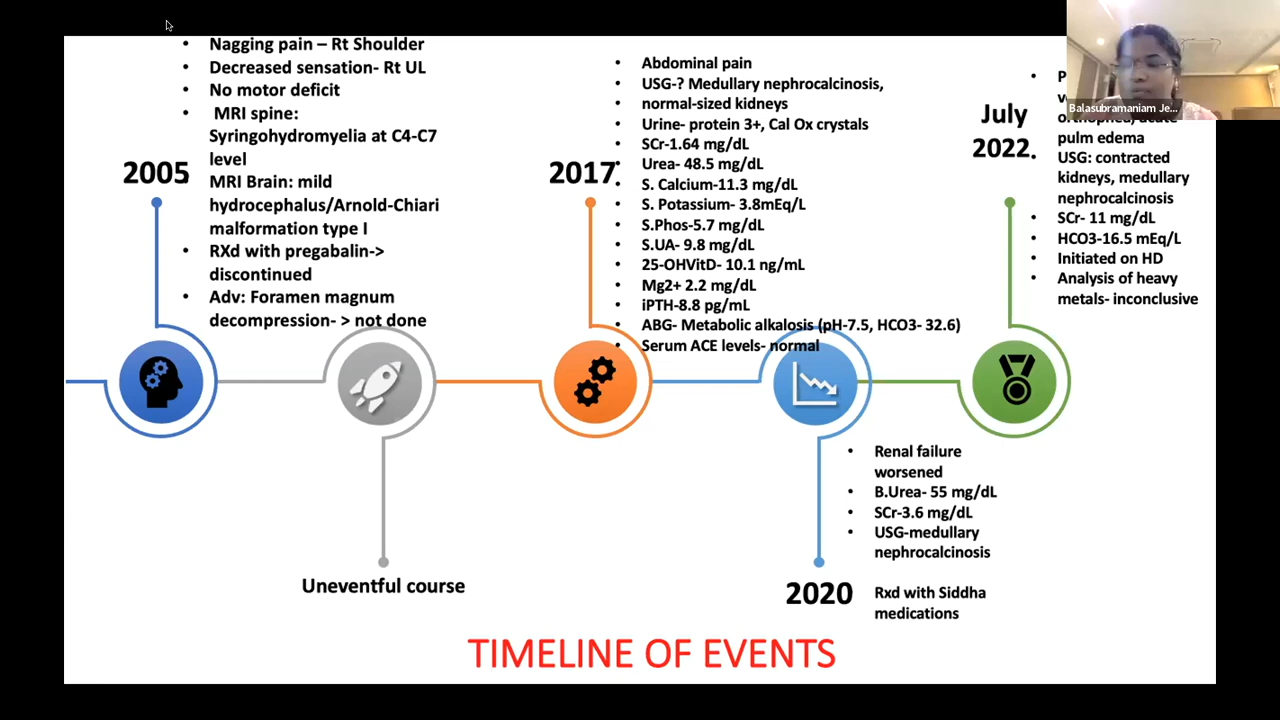 Nagging pain – Rt Shoulder
Decreased sensation- Rt UL
No motor deficit
MRI spine:
Syringohydromyelia at C4-C7
level
2005
MRI Brain: mild
hydrocephalus/Arnold-Chiari
malformation type I
RXd with pregabalin->
discontinued
Adv: Foramen magnum
decompression- > not done
Uneventful course
Abdominal pain
USG-? Medullary nephrocalcinosis,
normal-sized kidneys
Urine- protein 3+, Cal Ox crystals
SCr-1.64 mg/dL
2017
Urea- 48.5 mg/dL
S. Calcium-11.3 mg/dL
S. Potassium- 3.8mEq/L
S.Phos-5.7 mg/dL
S.UA- 9.8 mg/dL
25-OHVitD- 10.1 ng/mL
Mg2+ 2.2 mg/dL
iPTH-8.8 pg/mL
ABG- Metabolic alkalosis (pH-7.5, HCO3- 32.6)
Serum ACE levels- normal
Renal failure
worsened
B.Urea- 55 mg/dL
SCr-3.6 mg/dL
USG-medullary
nephrocalcinosis
2020
Rxd with Siddha
medications
July
2022.
pulm edema
USG: contracted
kidneys, medullary
nephrocalcinosis
SCr- 11 mg/dL
HCO3-16.5 mEq/L
Initiated on HD
Analysis of heavy
metals- inconclusive
TIMELINE OF EVENTS
Balasubramaniam Je...